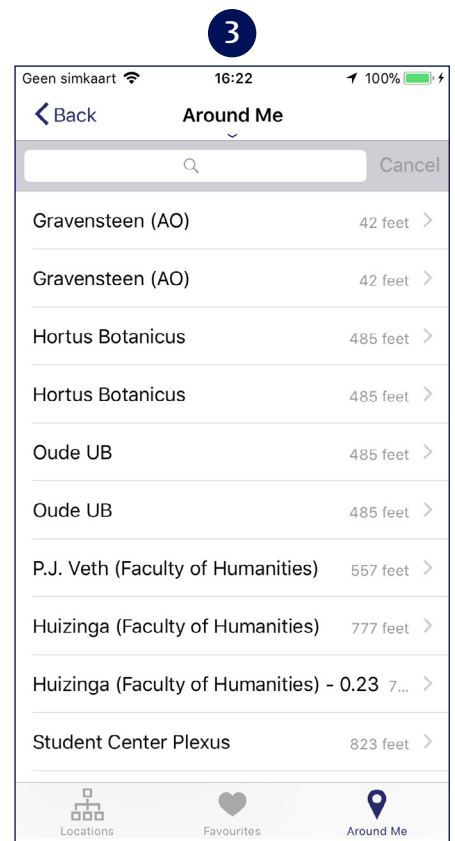 3
Geen simkaart 16:22 100%
Back Around Me
Cancel
Gravensteen (AO) 42 feet
Gravensteen (AO) 42 feet
Hortus Botanicus 485 feet
Hortus Botanicus 485 feet
Oude UB 485 feet
Oude UB 485 feet
P.J. Veth (Faculty of Humanities) 557 feet
Huizinga (Faculty of Humanities) 777 feet
Huizinga (Faculty of Humanities) - 0.23 7...
Student Center Plexus 823 feet
Locations Favourites Around Me